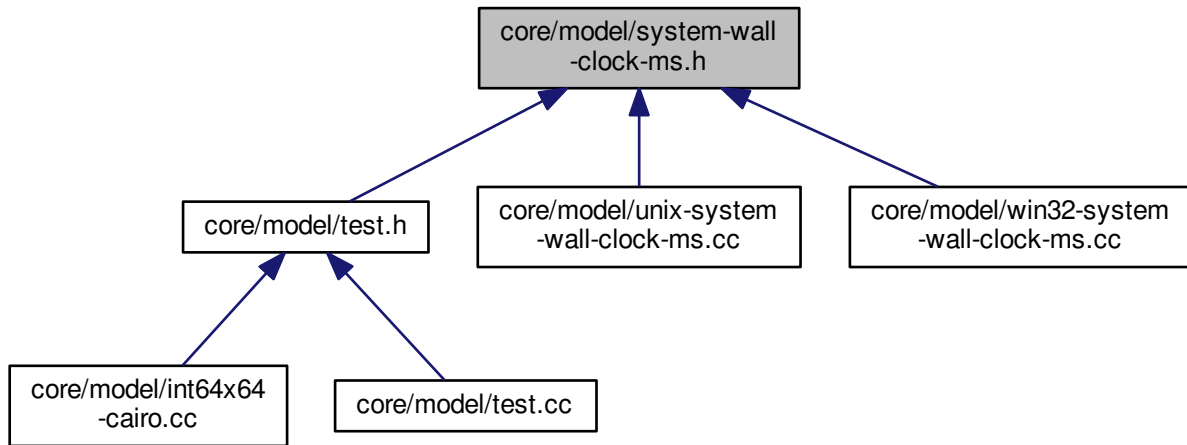 core/model/system-wall
-clock-ms.h
core/model/test.h
core/model/unix-system
-wall-clock-ms.cc
core/model/win32-system
-wall-clock-ms.cc
core/model/int64x64
-cairo.cc
core/model/test.cc